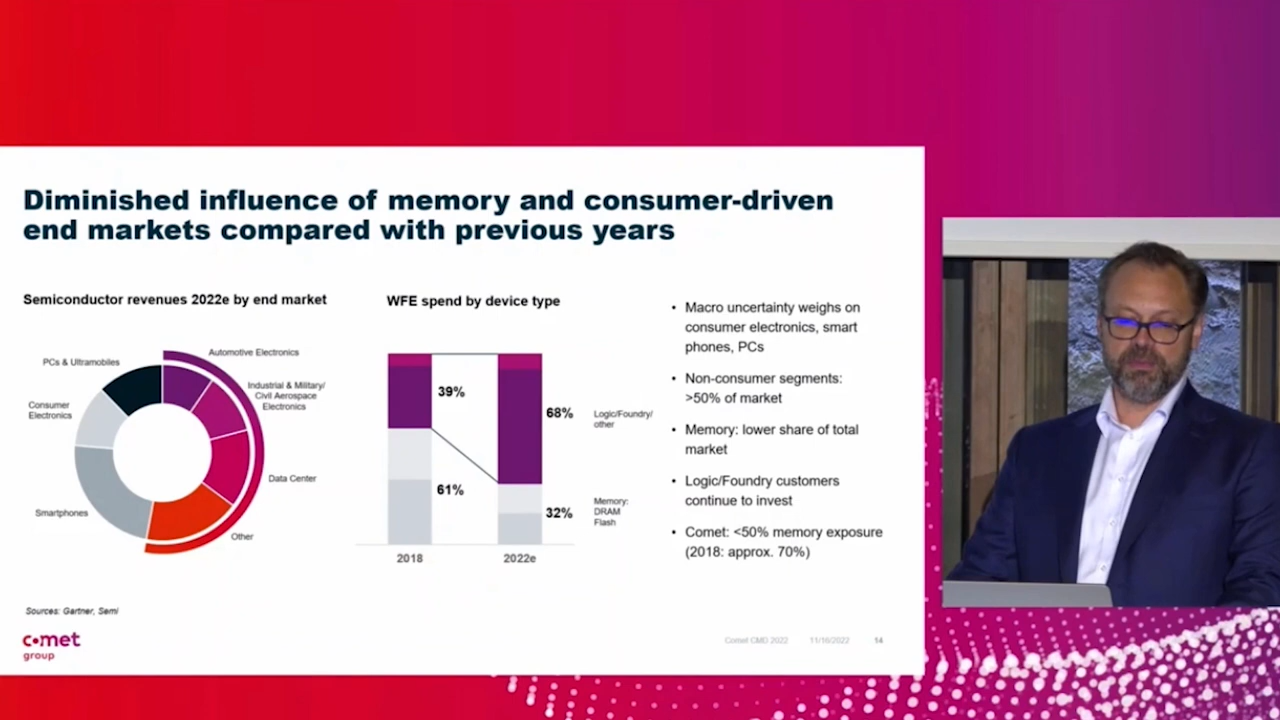 Diminished influence of memory and consumer-driven
end markets compared with previous years
Semiconductor revenues 2022e by end market
PCs & Ultramobiles
Automotive Electronics
Industrial & Military/
Civil Aerospace
Electronics
Consumer
Electronics
Data Center
Smartphones
Other
WFE spend by device type
39%
61%
68%
32%
Logic/Foundry/
other
Memory:
DRAM
Flash
2018
2022e
• Macro uncertainty weighs on
consumer electronics, smart
phones, PCs
• Non-consumer segments:
>50% of market
• Memory: lower share of total
market
• Logic/Foundry customers
continue to invest
• Comet: <50% memory exposure
(2018: approx. 70%)
Sources: Gartner, Semi
comet
group
Comet CMD 2022
11/16/2022
14